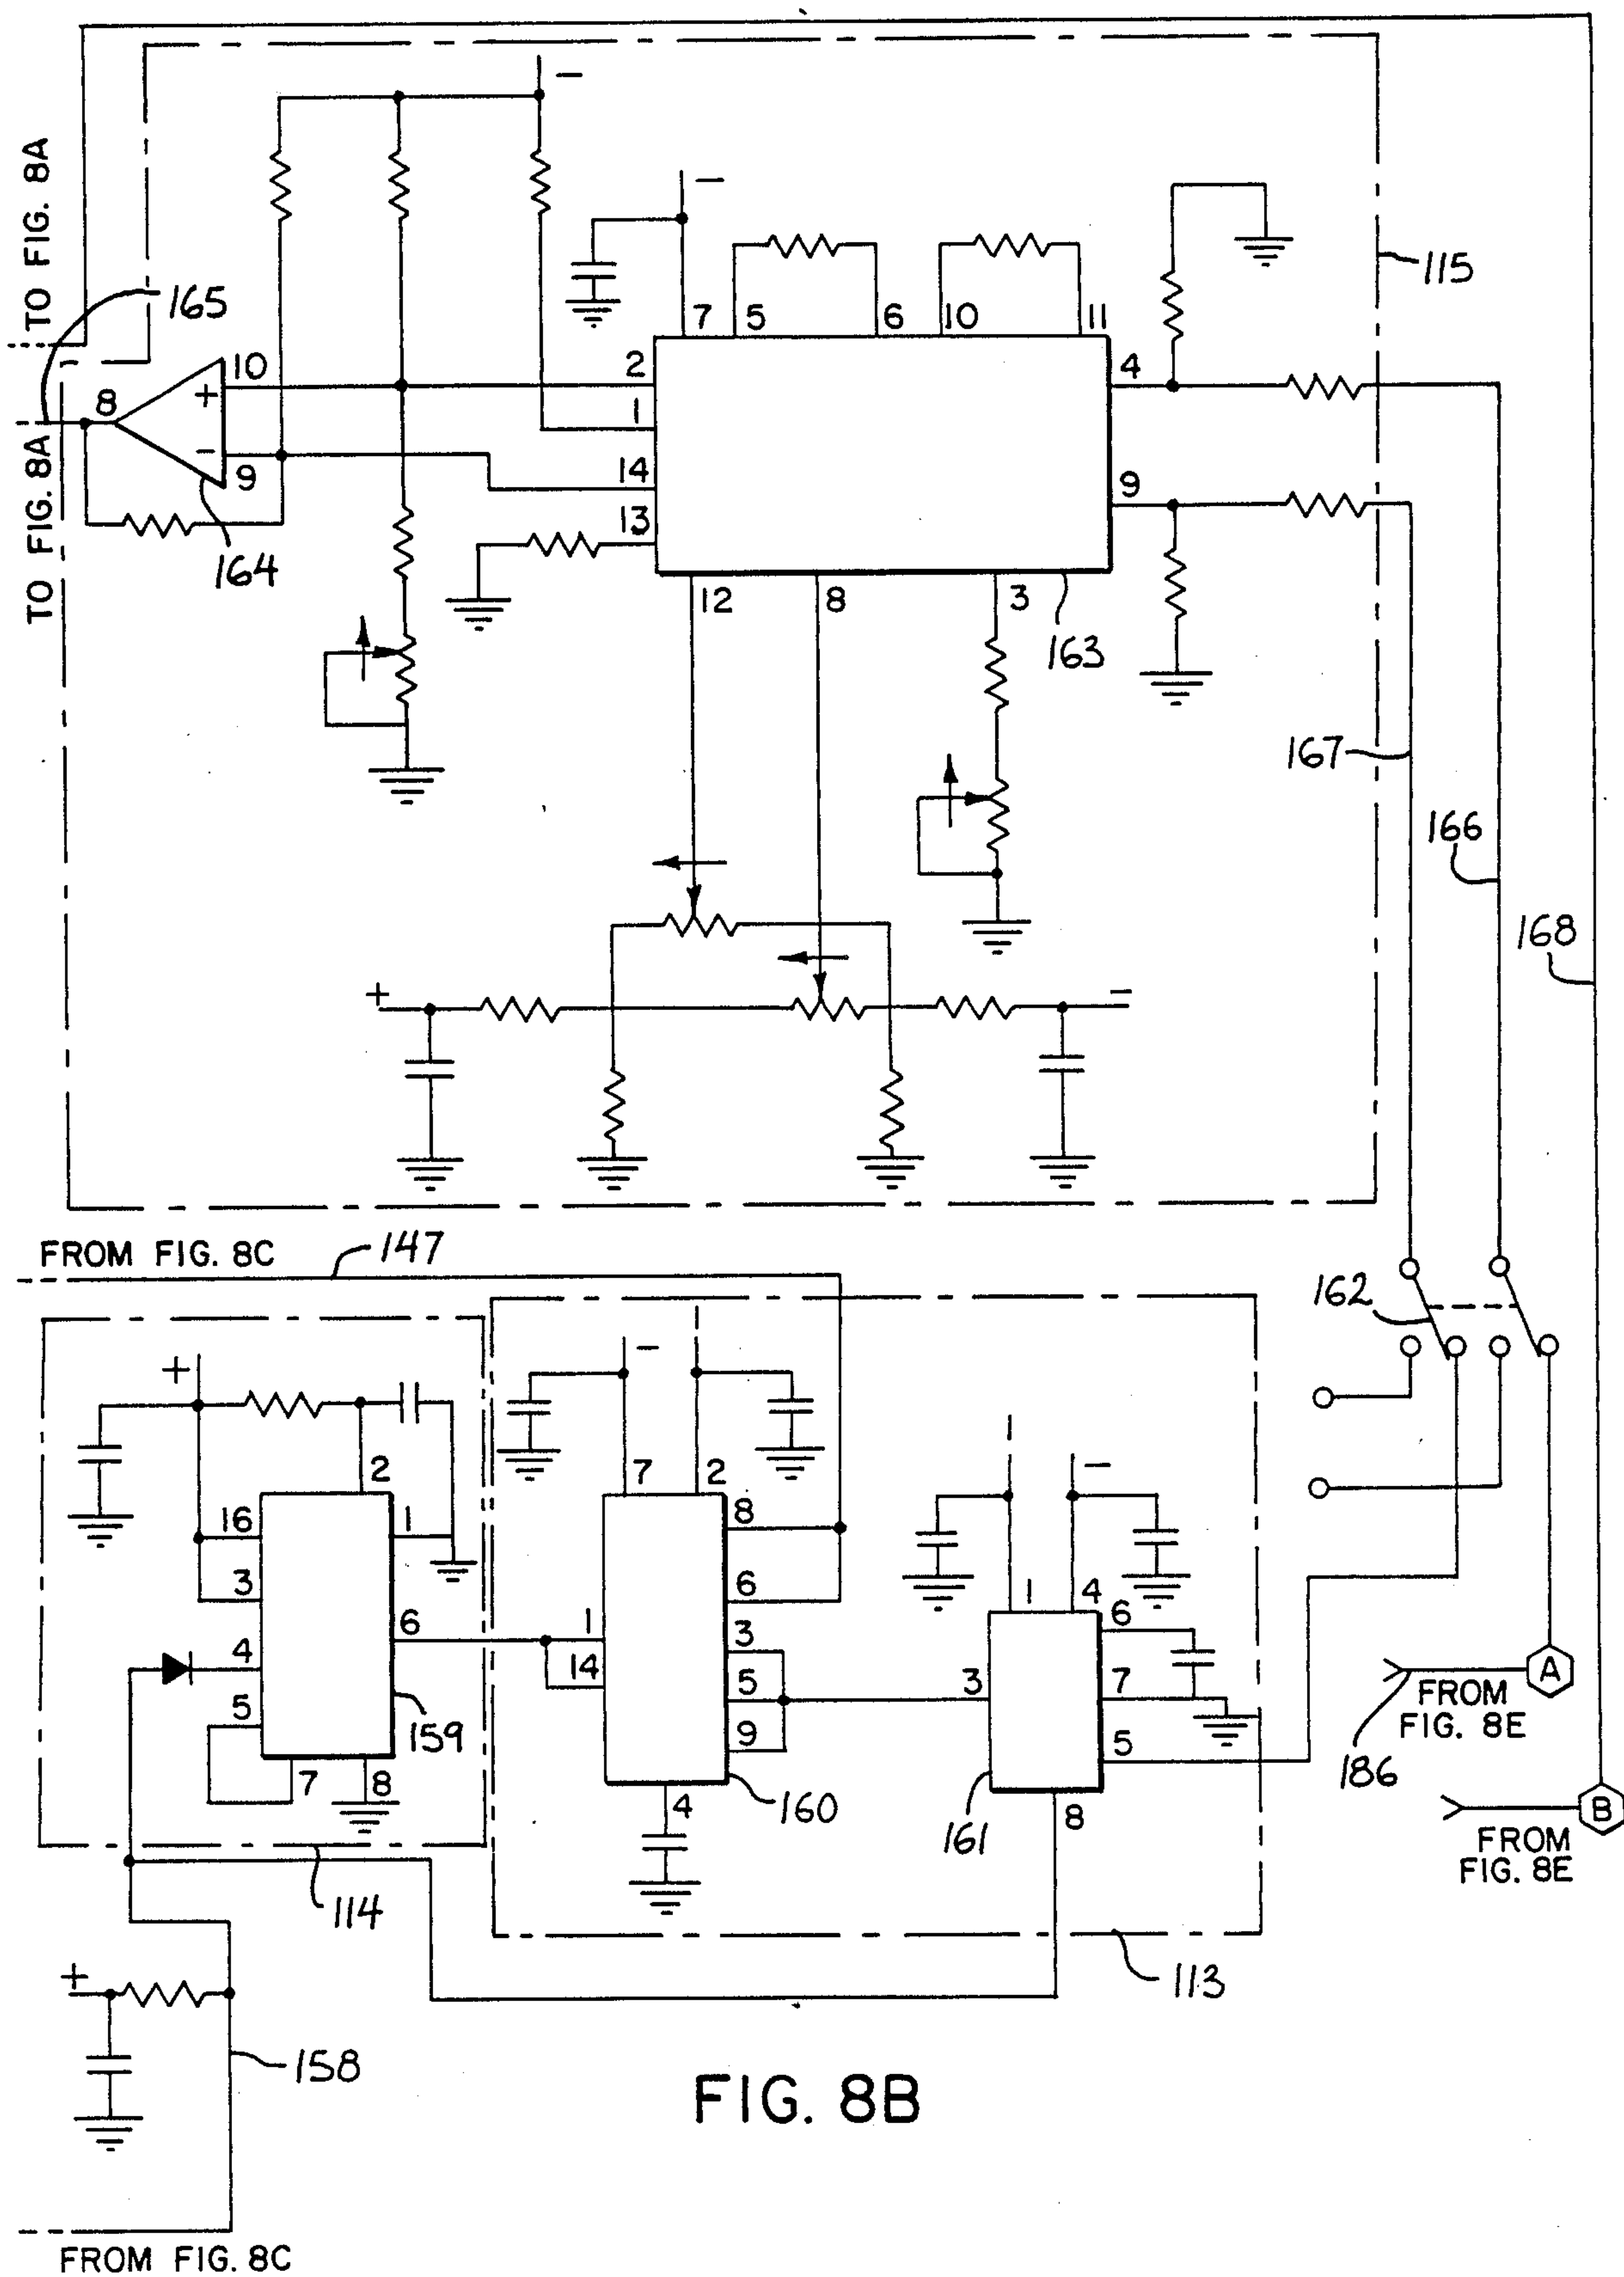 TO FIG. 8A
165
TO FIG. 8A
−
−
115
7 5 6 10 11
8 10 + − 9
164
2 1 14 13
4 9
12 8 3
163
167
166
168
+ −
FROM FIG. 8C
147
162
+
2
16 1
3
6
4
5
7 8
159
114
− 
7 2
8
6
1 3
14 5
9
4
160
−
1 4
6
3 7
5
8
161
113
A
FROM
FIG. 8E
186
B
FROM
FIG. 8E
+
158
FIG. 8B
FROM FIG. 8C